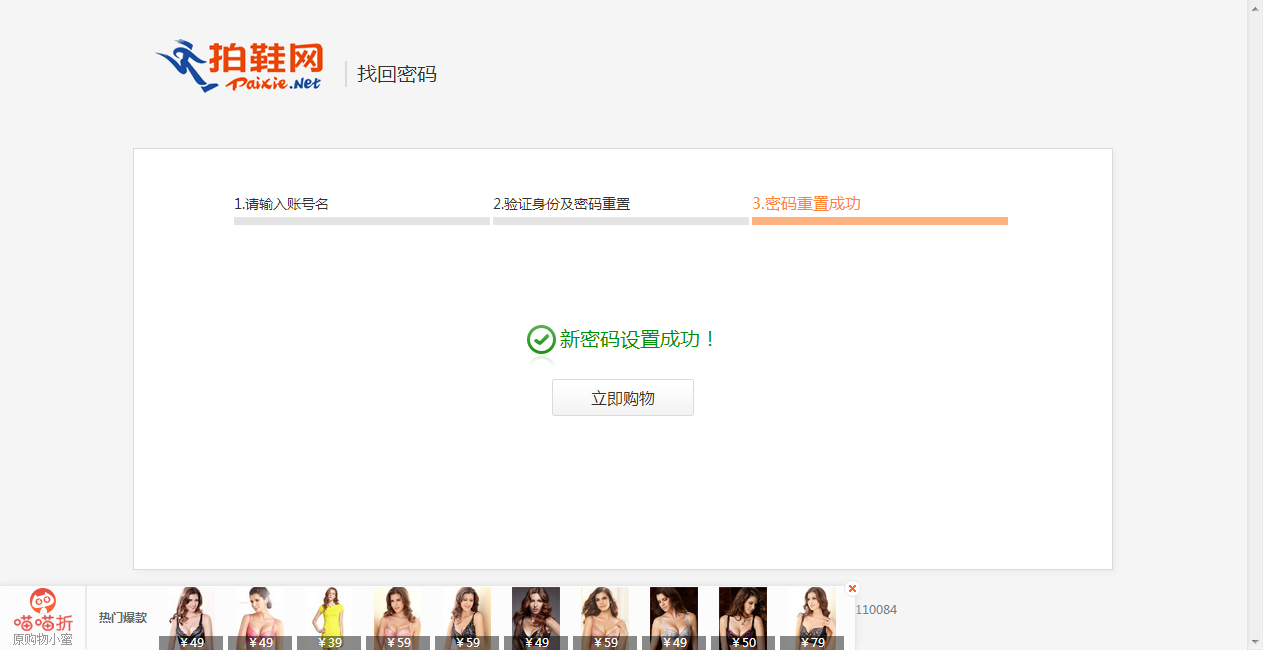 拍鞋网
Paixie.Net
找回密码
1.请输入账号名
2.验证身份及密码重置
3.密码重置成功
新密码设置成功！
立即购物
喵喵折
原购物小蜜
热门爆款
￥49
￥49
￥39
￥59
￥59
￥49
￥59
￥49
￥50
￥79
110084